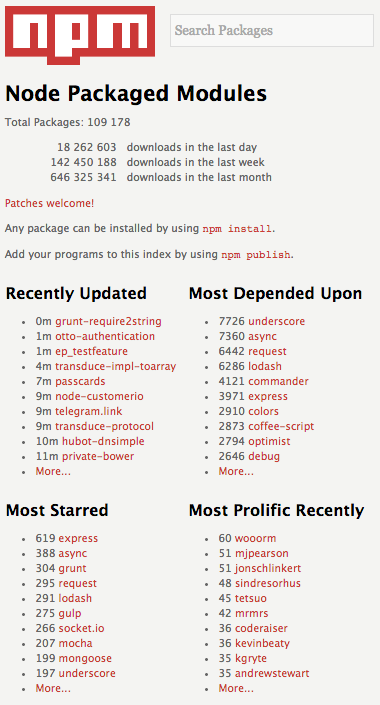 npm
Search Packages
Node Packaged Modules
Total Packages: 109 178
18 262 603 downloads in the last day
142 450 188 downloads in the last week
646 325 341 downloads in the last month
Patches welcome!
Any package can be installed by using npm install.
Add your programs to this index by using npm publish.
Recently Updated
0m grunt-require2string
1m otto-authentication
1m ep_testfeature
4m transduce-impl-toarray
7m passcards
9m node-customerio
9m telegram.link
9m transduce-protocol
10m hubot-dnsimple
11m private-bower
More...
Most Depended Upon
7726 underscore
7360 async
6442 request
6286 lodash
4121 commander
3971 express
2910 colors
2873 coffee-script
2794 optimist
2646 debug
More...
Most Starred
619 express
388 async
304 grunt
295 request
291 lodash
275 gulp
266 socket.io
207 mocha
199 mongoose
197 underscore
More...
Most Prolific Recently
60 wooorm
51 mjpearson
51 jonschlinkert
48 sindresorhus
45 tetsuo
42 mrmrs
36 coderaiser
36 kevinbeaty
35 kgryte
35 andrewstewart
More...